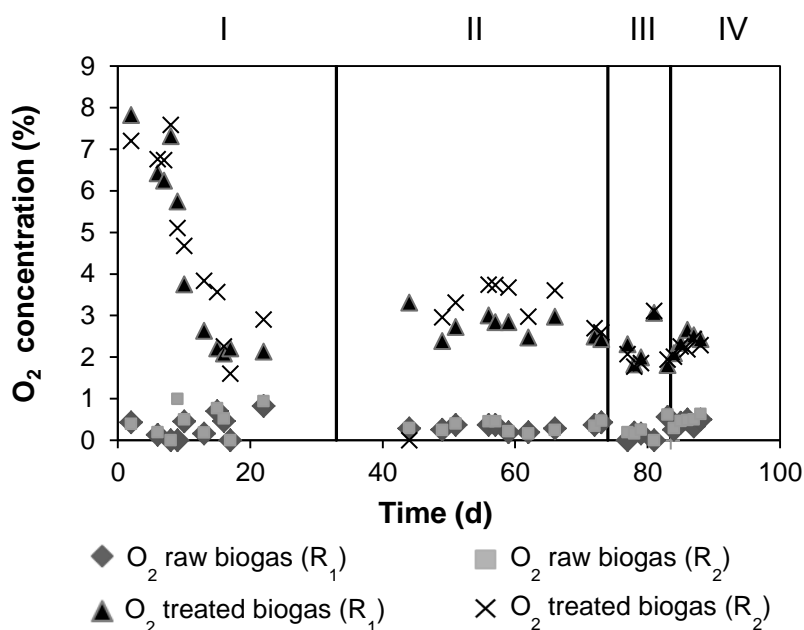 I II III IV
9
8
7
6
5
4
3
2
1
0
O2 concentration (%)
0 20 40 60 80 100
Time (d)
O2 raw biogas (R1) O2 raw biogas (R2)
O2 treated biogas (R1) O2 treated biogas (R2)